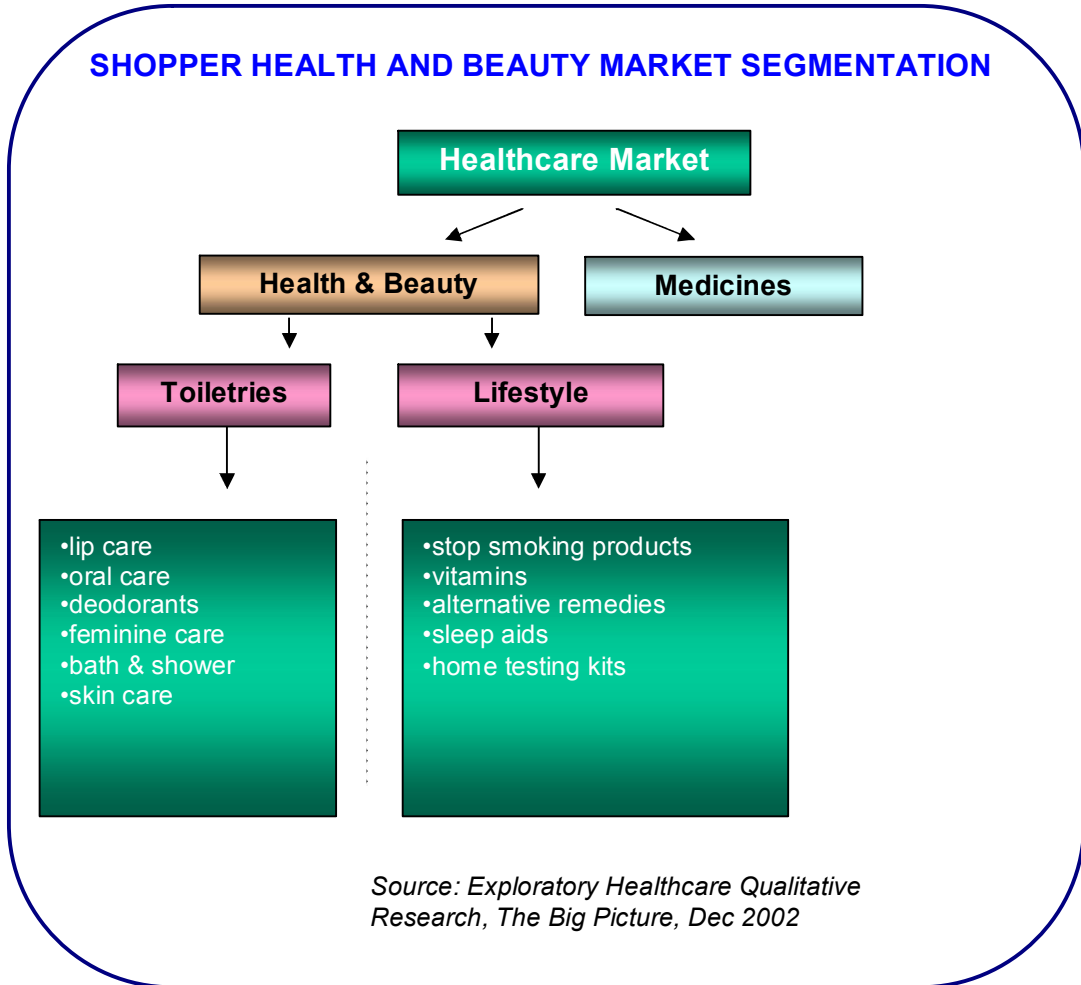 SHOPPER HEALTH AND BEAUTY MARKET SEGMENTATION
Healthcare Market
Health & Beauty
Medicines
Toiletries
Lifestyle
•lip care
•oral care
•deodorants
•feminine care
•bath & shower
•skin care
•stop smoking products
•vitamins
•alternative remedies
•sleep aids
•home testing kits
Source: Exploratory Healthcare Qualitative
Research, The Big Picture, Dec 2002